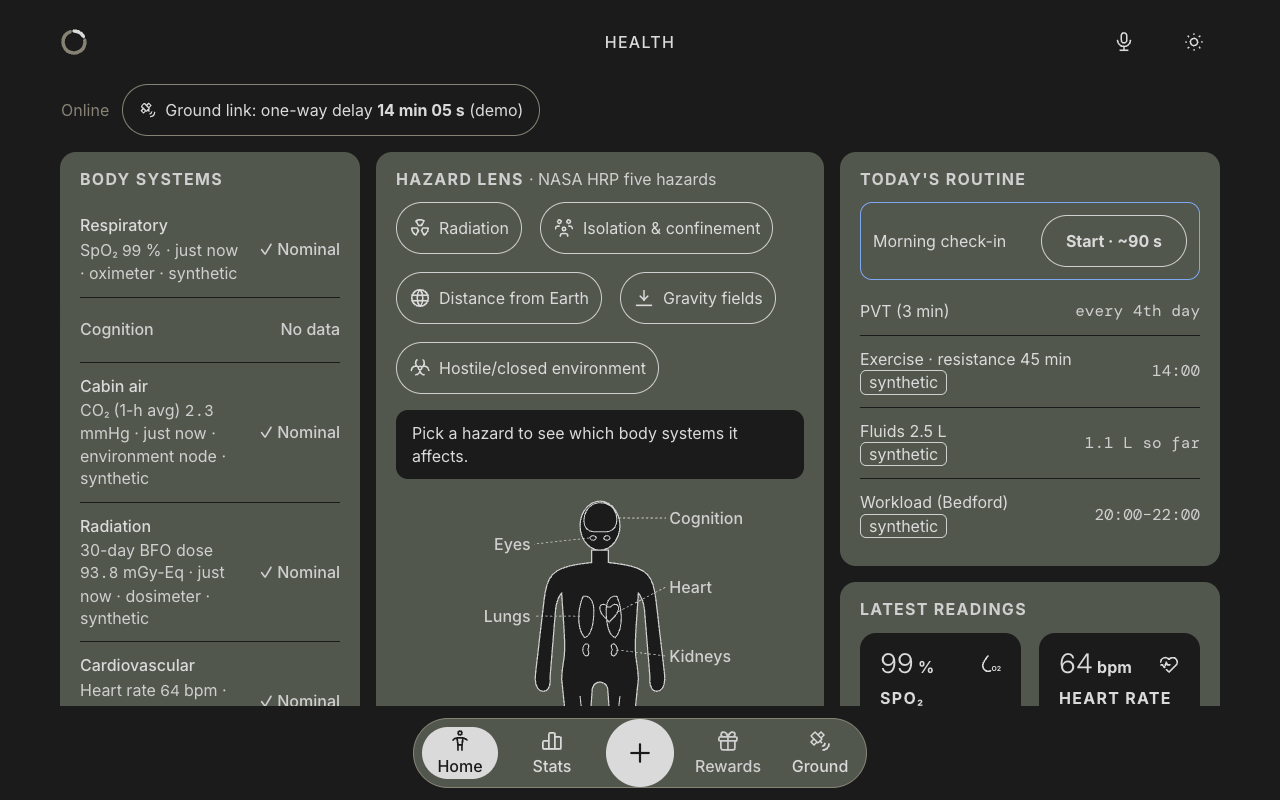 HEALTH
Online
Ground link: one-way delay 14 min 05 s (demo)
BODY SYSTEMS
Respiratory
SpO₂ 99 % · just now
· oximeter · synthetic
✓ Nominal
Cognition
No data
Cabin air
CO₂ (1-h avg) 2.3
mmHg · just now ·
environment node ·
synthetic
✓ Nominal
Radiation
30-day BFO dose
93.8 mGy-Eq · just
now · dosimeter ·
synthetic
✓ Nominal
Cardiovascular
Heart rate 64 bpm ·
✓ Nominal
HAZARD LENS · NASA HRP five hazards
Radiation
Isolation & confinement
Distance from Earth
Gravity fields
Hostile/closed environment
Pick a hazard to see which body systems it
affects.
Cognition
Eyes
Heart
Lungs
Kidneys
TODAY'S ROUTINE
Morning check-in
Start · ~90 s
PVT (3 min)
every 4th day
Exercise · resistance 45 min
synthetic
14:00
Fluids 2.5 L
synthetic
1.1 L so far
Workload (Bedford)
synthetic
20:00–22:00
LATEST READINGS
99 %
O2
SPO₂
64 bpm
HEART RATE
Home
Stats
+
Rewards
Ground